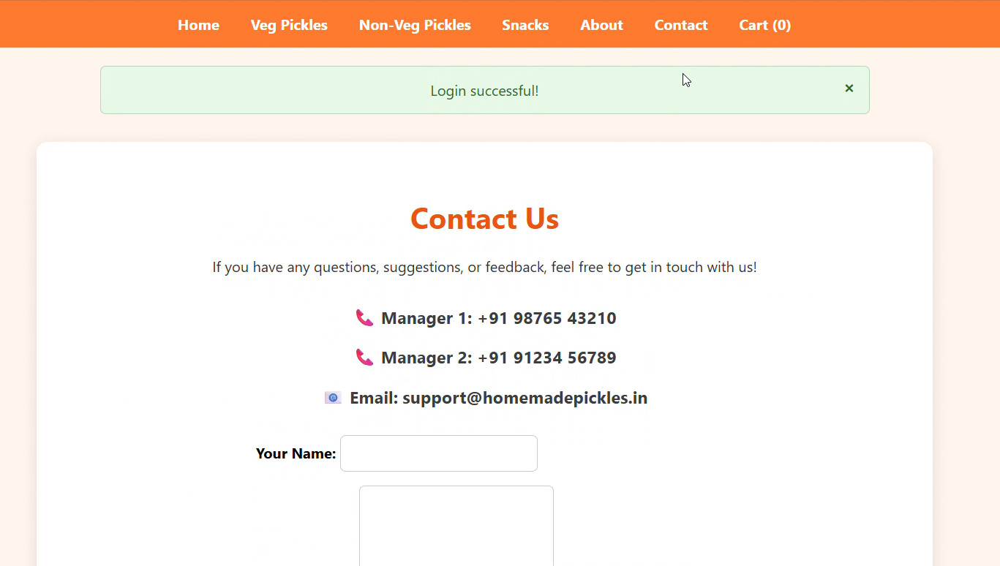 Home Veg Pickles Non-Veg Pickles Snacks About Contact Cart (0)
Login successful! ×
Contact Us
If you have any questions, suggestions, or feedback, feel free to get in touch with us!
Manager 1: +91 98765 43210
Manager 2: +91 91234 56789
Email: support@homemadepickles.in
Your Name: